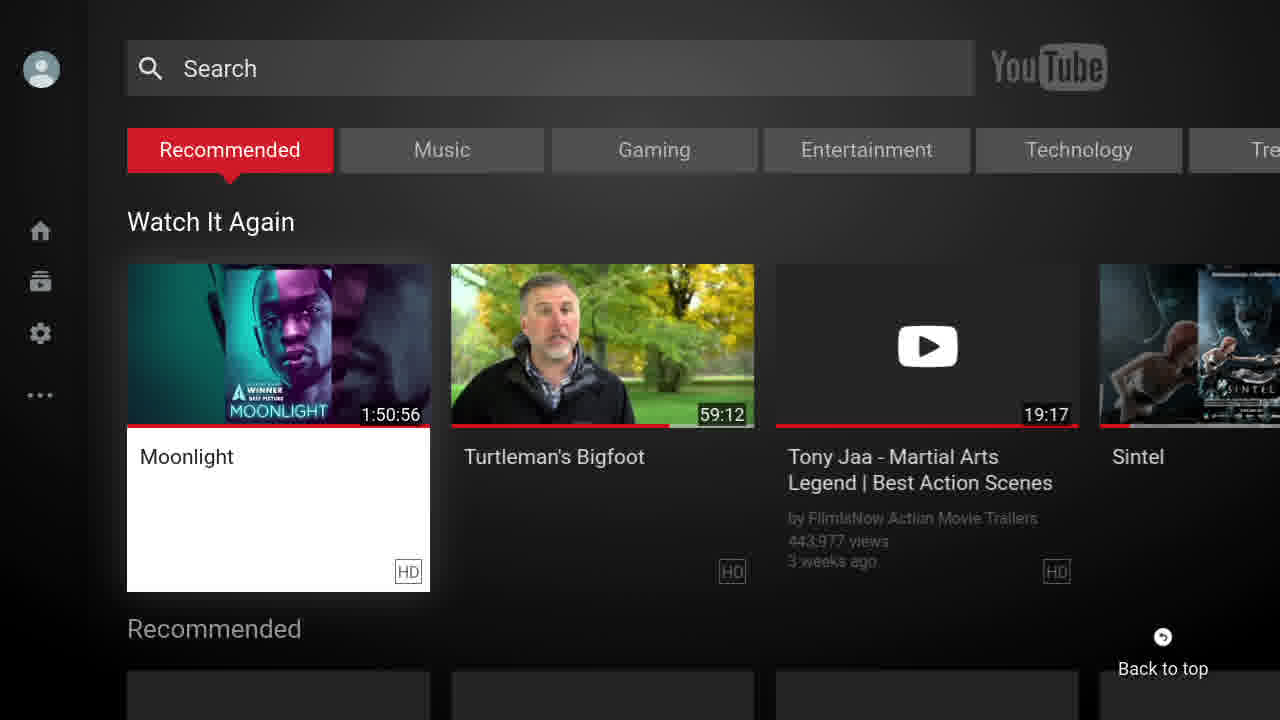 Search
YouTube
Recommended
Music
Gaming
Entertainment
Technology
Tre
Watch It Again
WINNER
BEST PICTURE
MOONLIGHT
1:50:56
59:12
19:17
SINTEL
Moonlight
HD
Turtleman's Bigfoot
HD
Tony Jaa - Martial Arts
Legend | Best Action Scenes
by FilmIsNow Action Movie Trailers
443,977 views
3 weeks ago
HD
Sintel
Recommended
Back to top